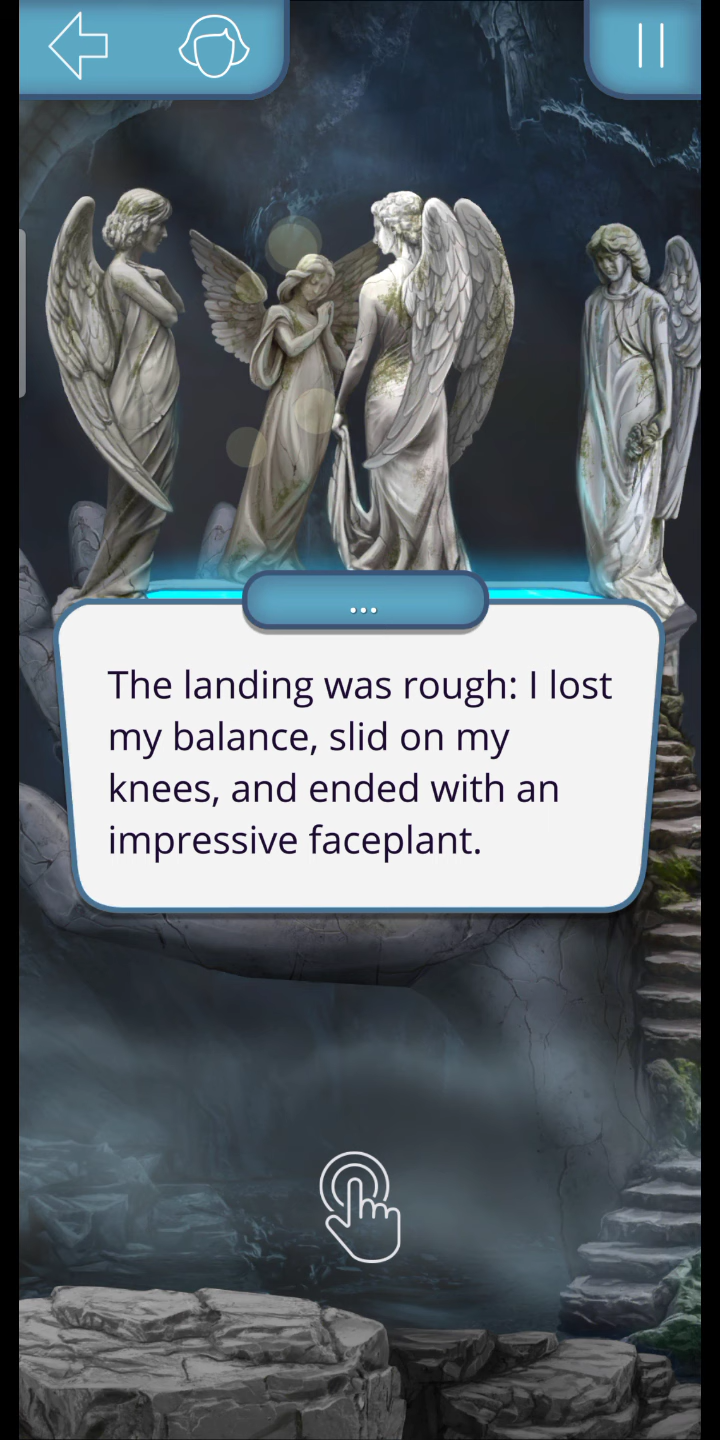 ...
The landing was rough: I lost
my balance, slid on my
knees, and ended with an
impressive faceplant.